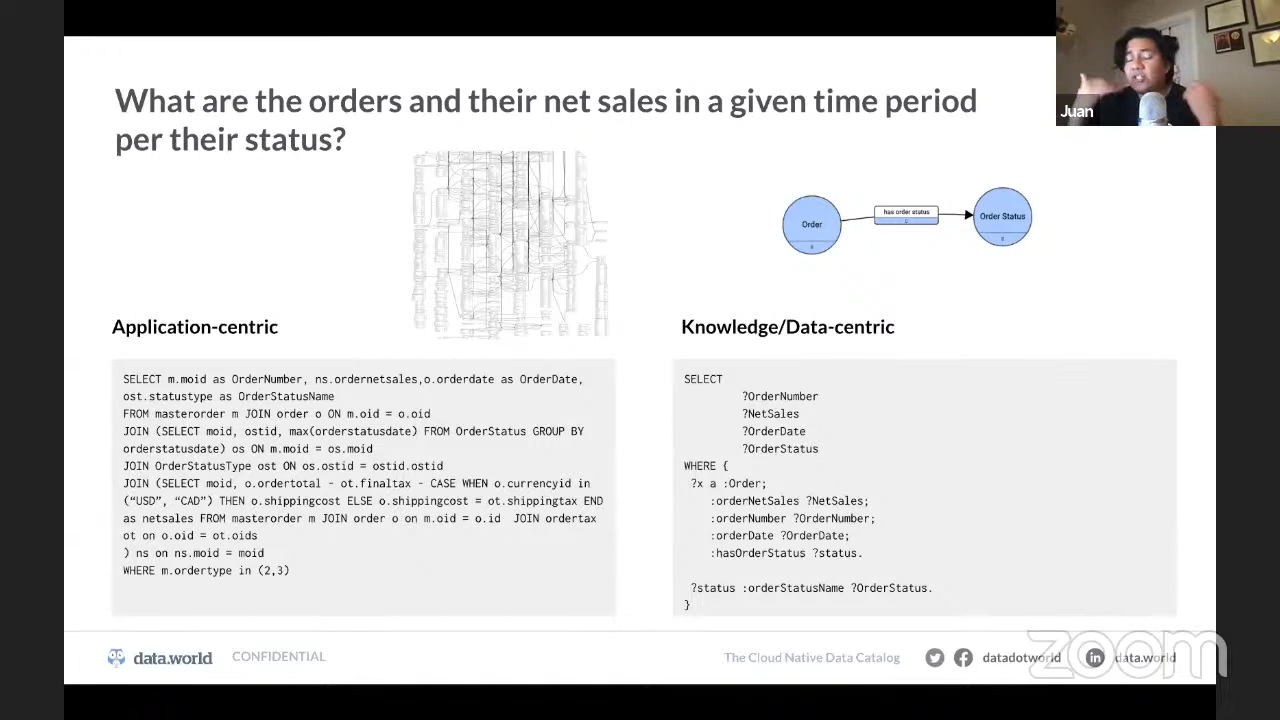 What are the orders and their net sales in a given time period
per their status?
Juan
Order
has order status
Order Status
Application-centric
Knowledge/Data-centric
SELECT m.moid as OrderNumber, ns.ordernetsales,o.orderdate as OrderDate,
ost.statustype as OrderStatusName
FROM masterorder m JOIN order o ON m.oid = o.oid
JOIN (SELECT moid, ostid, max(orderstatusdate) FROM OrderStatus GROUP BY
orderstatusdate) os ON m.moid = os.moid
JOIN OrderStatusType ost ON os.ostid = ostid.ostid
JOIN (SELECT moid, o.ordertotal - ot.finaltax - CASE WHEN o.currencyid in
(“USD”, “CAD”) THEN o.shippingcost ELSE o.shippingcost - ot.shippingtax END
as netsales FROM masterorder m JOIN order o on m.oid = o.id  JOIN ordertax
ot on o.oid = ot.oids
) ns on ns.moid = moid
WHERE m.ordertype in (2,3)
SELECT
?OrderNumber
?NetSales
?OrderDate
?OrderStatus
WHERE {
?x a :Order;
:orderNetSales ?NetSales;
:orderNumber ?OrderNumber;
:orderDate ?OrderDate;
:hasOrderStatus ?status.
?status :orderStatusName ?OrderStatus.
}
data.world CONFIDENTIAL
The Cloud Native Data Catalog datadotworld data.world
zoom